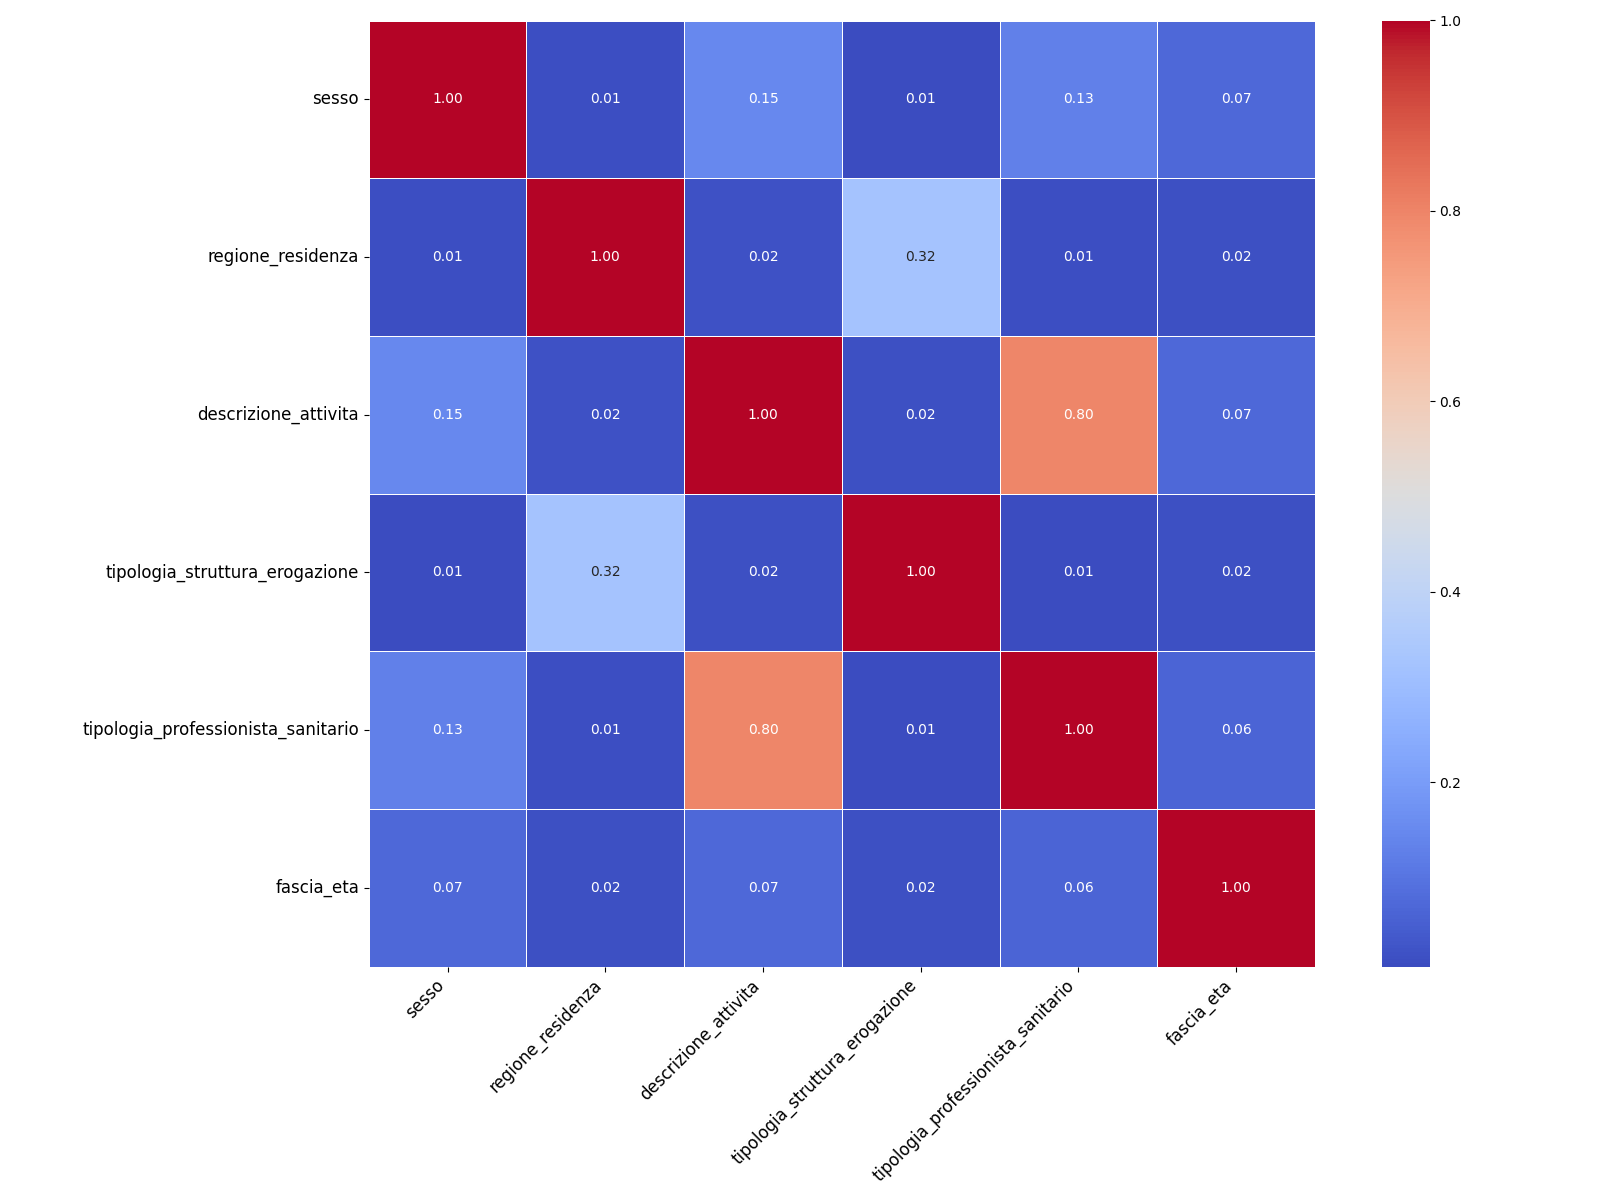 sesso 1.00 0.01 0.15 0.01 0.13 0.07
regione_residenza 0.01 1.00 0.02 0.32 0.01 0.02
descrizione_attivita 0.15 0.02 1.00 0.02 0.80 0.07
tipologia_struttura_erogazione 0.01 0.32 0.02 1.00 0.01 0.02
tipologia_professionista_sanitario 0.13 0.01 0.80 0.01 1.00 0.06
fascia_eta 0.07 0.02 0.07 0.02 0.06 1.00
sesso
regione_residenza
descrizione_attivita
tipologia_struttura_erogazione
tipologia_professionista_sanitario
fascia_eta
1.0
0.8
0.6
0.4
0.2